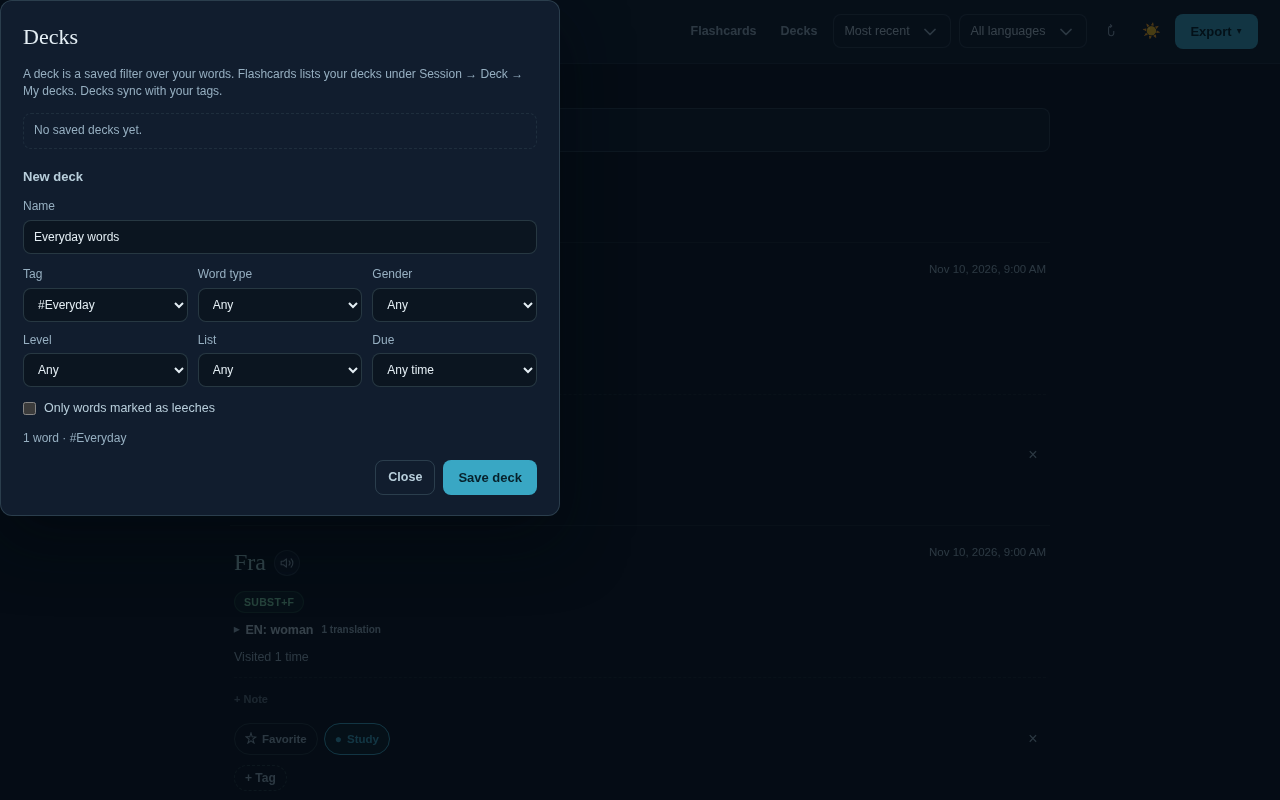 Decks
Flashcards
Decks
Most recent
All languages
Export ▾
A deck is a saved filter over your words. Flashcards lists your decks under Session → Deck →
My decks. Decks sync with your tags.
No saved decks yet.
New deck
Name
Everyday words
Tag
Word type
Gender
#Everyday
Any
Any
Level
List
Due
Any
Any
Any time
Only words marked as leeches
1 word · #Everyday
Close
Save deck
Nov 10, 2026, 9:00 AM
×
Fra
Nov 10, 2026, 9:00 AM
SUBST+F
▸ EN: woman 1 translation
Visited 1 time
+ Note
☆ Favorite
● Study
×
+ Tag